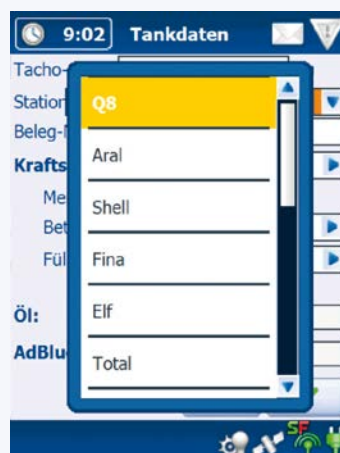 9:02 Tankdaten
Tacho-
Station
Q8
Beleg-
Aral
Krafts
Shell
Me
Bet
Fina
Fül
Elf
Öl:
Total
AdBlu
SF